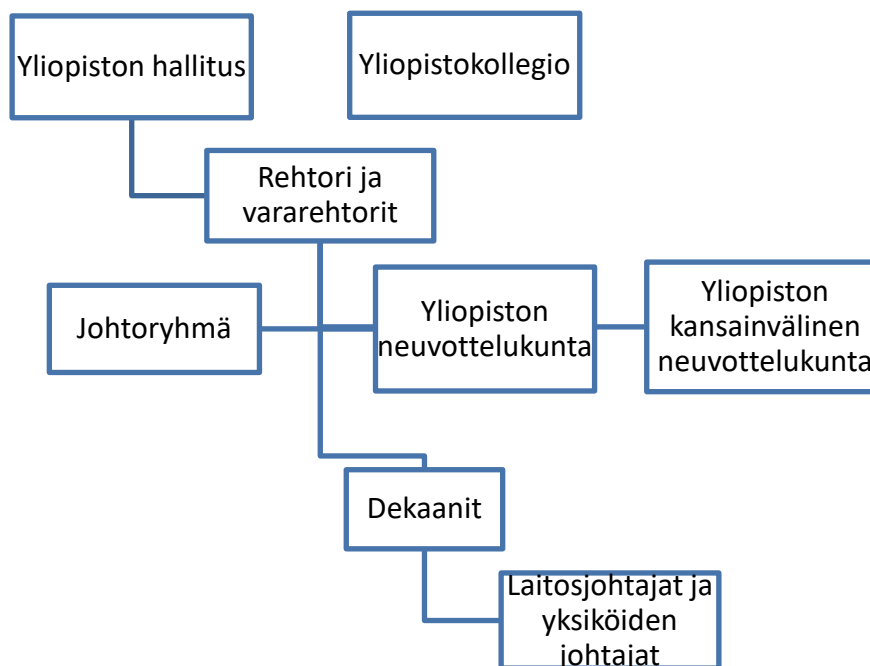 Yliopiston hallitus
Yliopistokollegio
Rehtori ja
vararehtorit
Johtoryhmä
Yliopiston
neuvottelukunta
Yliopiston
kansainvälinen
neuvottelukunta
Dekaanit
Laitosjohtajat ja
yksiköiden
johtajat